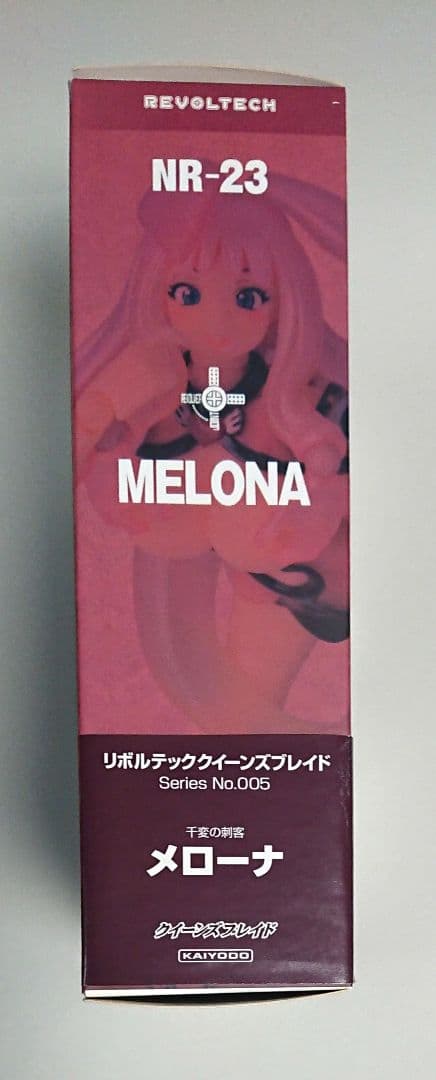 REVOLTECH
NR-23
REVOLVER
MELONA
リボルテッククイーンズブレイド
Series No.005
千変の刺客
メローナ
クイーンズブレイド
KAIYODO